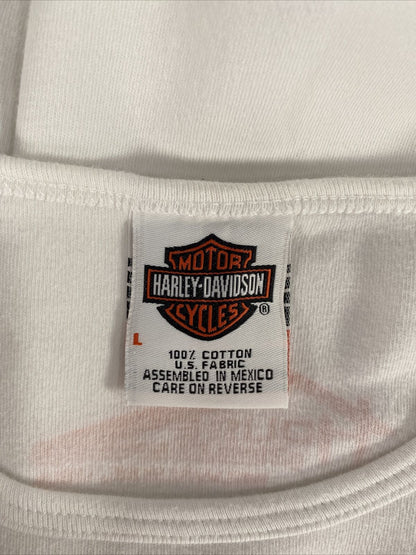 MOTOR
HARLEY-DAVIDSON
CYCLES ®
L
100% COTTON
U.S. FABRIC
ASSEMBLED IN MEXICO
CARE ON REVERSE